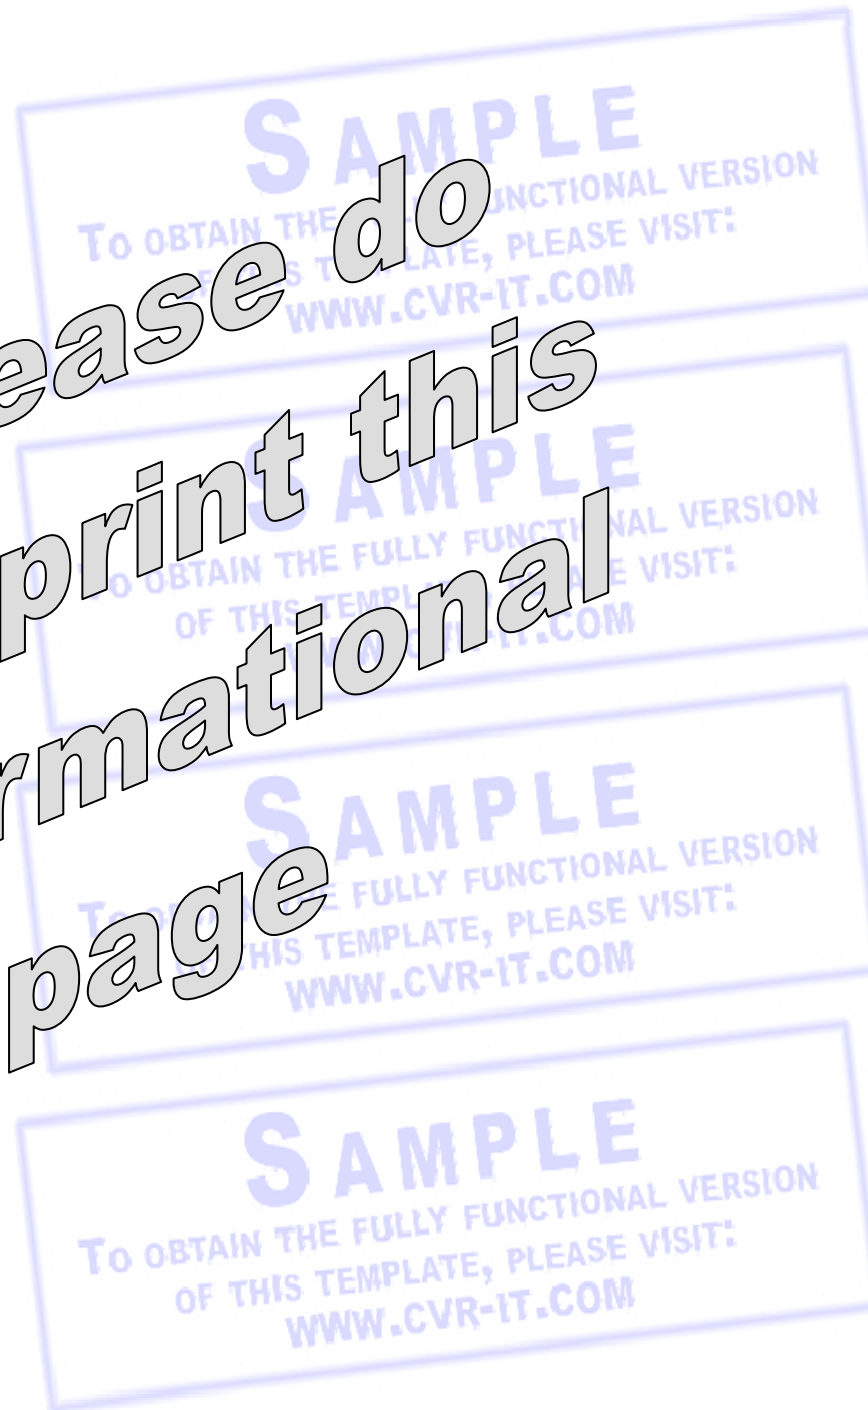 SAMPLE
TO OBTAIN THE FUNCTIONAL VERSION
THIS TEMPLATE, PLEASE VISIT:
WWW.CVR-IT.COM
ease do
SAMPLE
TO OBTAIN THE FULLY FUNCTIONAL VERSION
OF THIS TEMPLATE, PLEASE VISIT:
WWW.CVR-IT.COM
print this
rmational
SAMPLE
TO OBTAIN THE FULLY FUNCTIONAL VERSION
OF THIS TEMPLATE, PLEASE VISIT:
WWW.CVR-IT.COM
page
SAMPLE
TO OBTAIN THE FULLY FUNCTIONAL VERSION
OF THIS TEMPLATE, PLEASE VISIT:
WWW.CVR-IT.COM